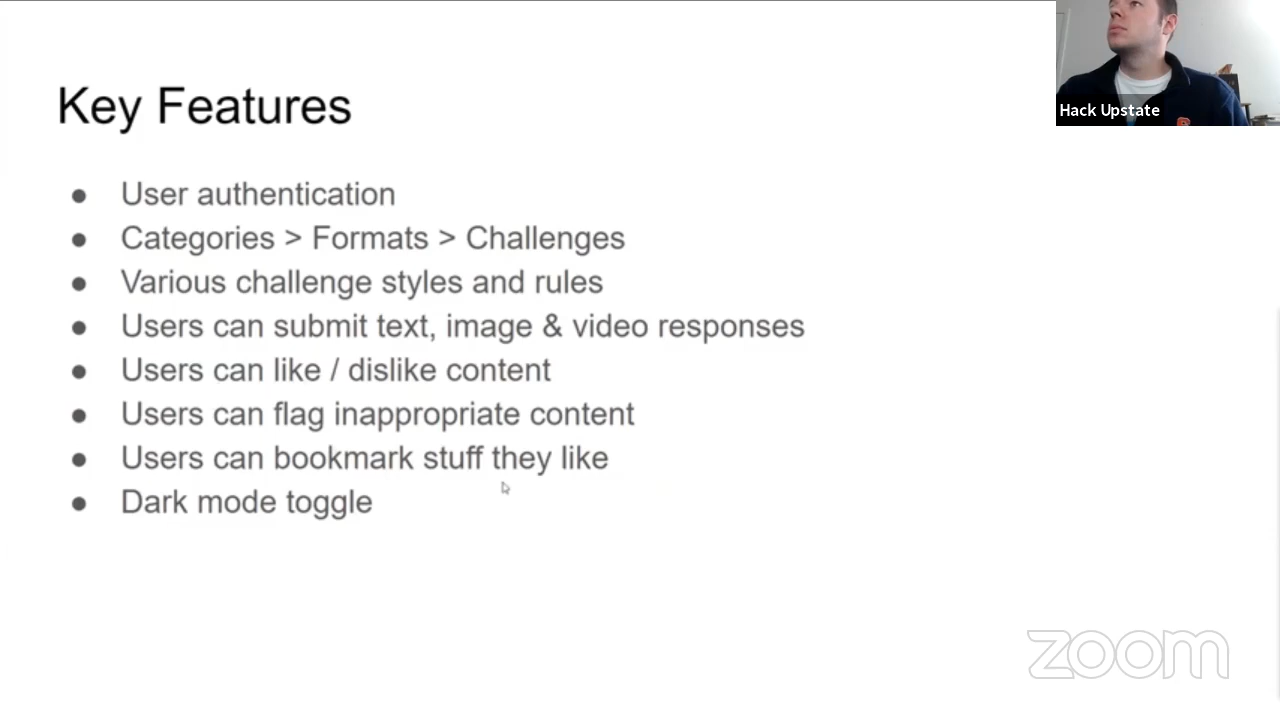 Key Features
Hack Upstate
● User authentication
● Categories > Formats > Challenges
● Various challenge styles and rules
● Users can submit text, image & video responses
● Users can like / dislike content
● Users can flag inappropriate content
● Users can bookmark stuff they like
● Dark mode toggle
zoom